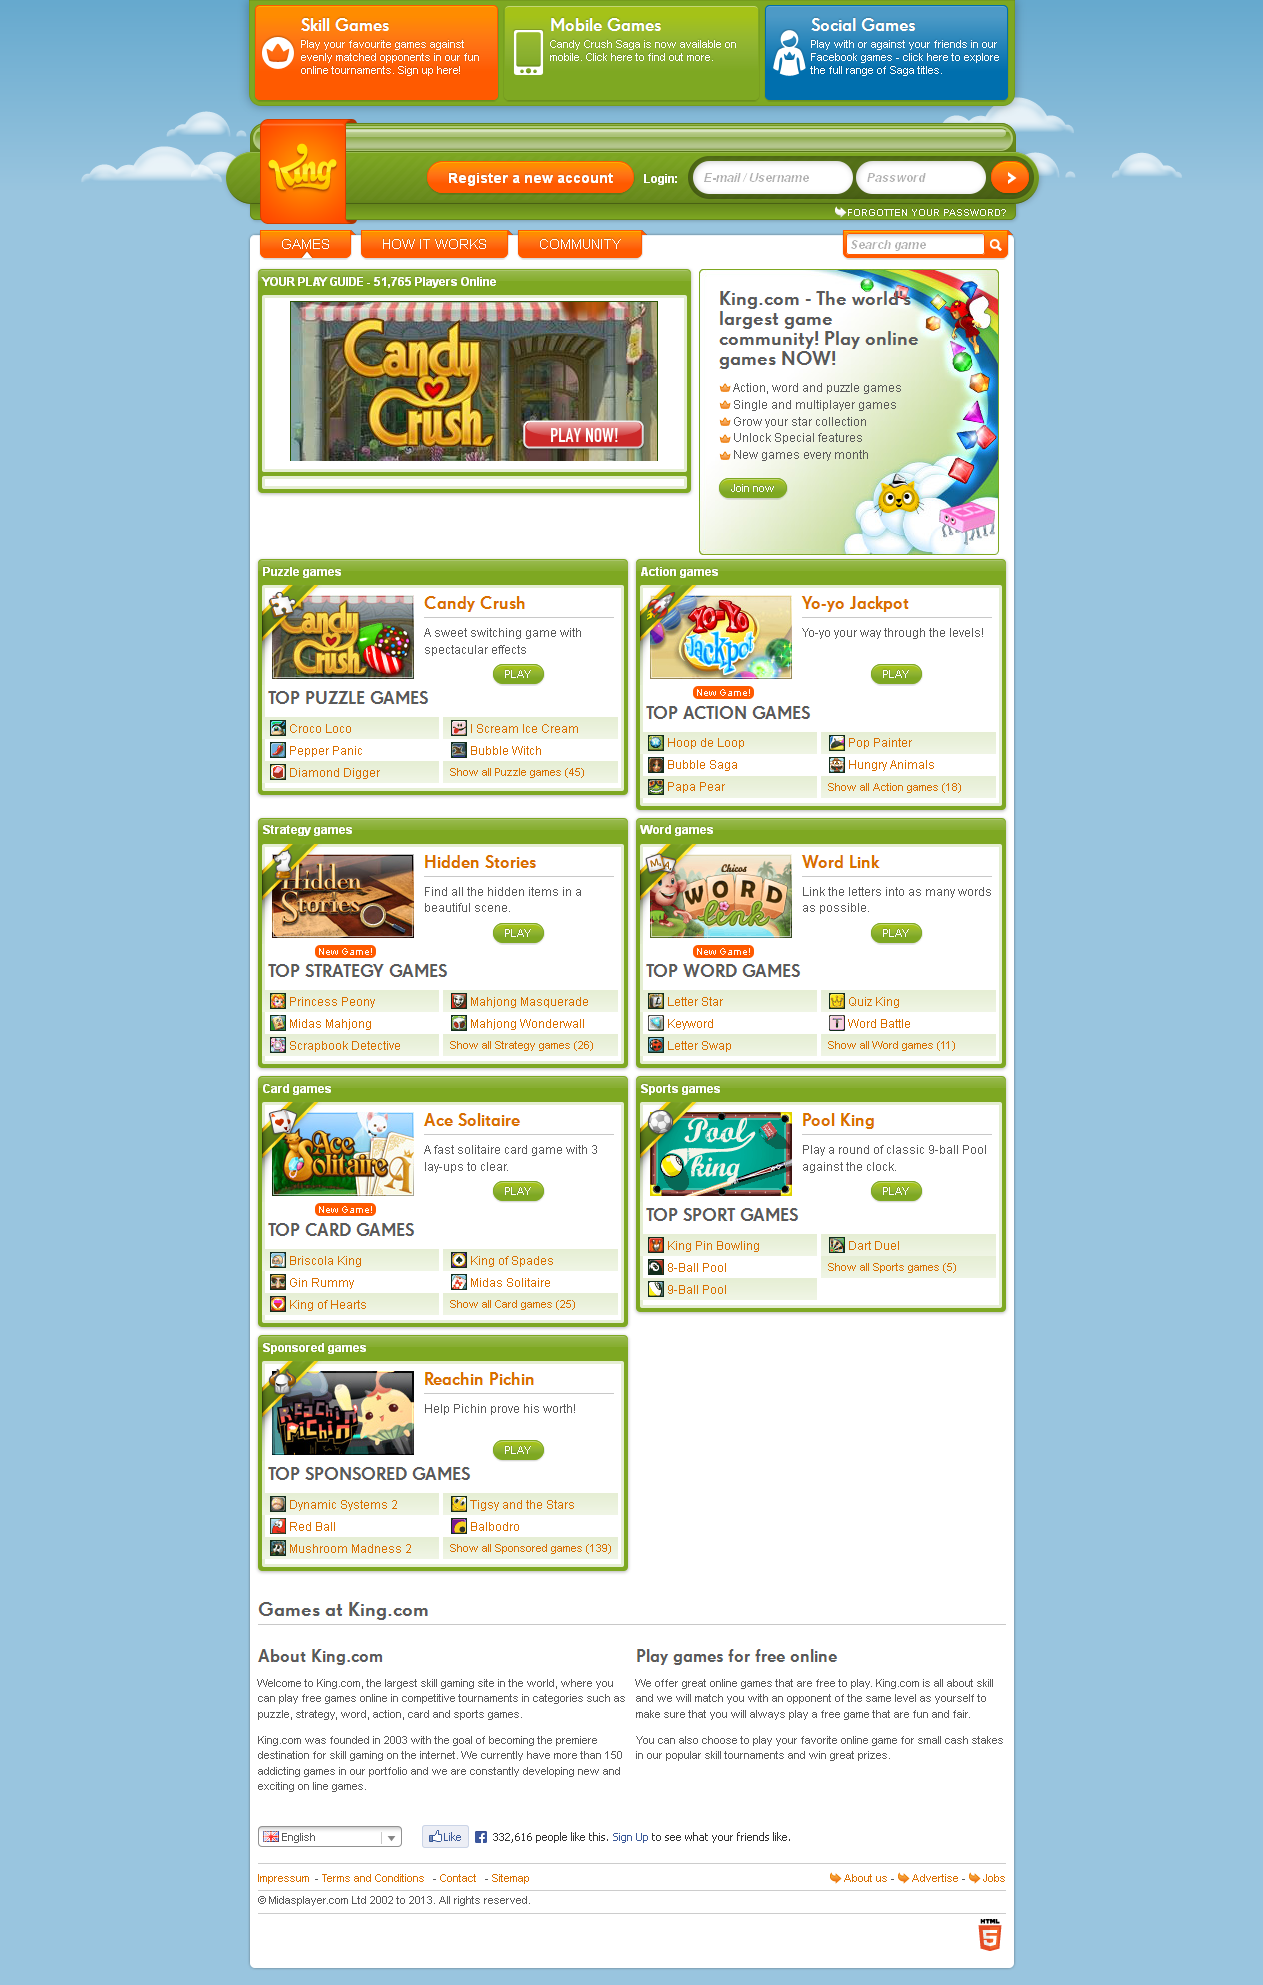 Skill Games
Play your favourite games against
evenly matched opponents in our fun
online tournaments. Sign up here!
Mobile Games
Candy Crush Saga is now available on
mobile. Click here to find out more.
Social Games
Play with or against your friends in our
Facebook games - click here to explore
the full range of Saga titles.
King
Register a new account
Login:
E-mail / Username
Password
FORGOTTEN YOUR PASSWORD?
GAMES
HOW IT WORKS
COMMUNITY
Search game
YOUR PLAY GUIDE - 51,765 Players Online
Candy
Crush
PLAY NOW!
King.com - The world's
largest game
community! Play online
games NOW!
Action, word and puzzle games
Single and multiplayer games
Grow your star collection
Unlock Special features
New games every month
Join now
Puzzle games
Candy
Crush
Candy Crush
A sweet switching game with
spectacular effects
PLAY
TOP PUZZLE GAMES
Croco Loco
I Scream Ice Cream
Pepper Panic
Bubble Witch
Diamond Digger
Show all Puzzle games (45)
Action games
Yo-Yo
Jackpot
Yo-yo Jackpot
Yo-yo your way through the levels!
PLAY
New Game!
TOP ACTION GAMES
Hoop de Loop
Pop Painter
Bubble Saga
Hungry Animals
Papa Pear
Show all Action games (18)
Strategy games
Hidden
Stories
Hidden Stories
Find all the hidden items in a
beautiful scene.
PLAY
New Game!
TOP STRATEGY GAMES
Princess Peony
Mahjong Masquerade
Midas Mahjong
Mahjong Wonderwall
Scrapbook Detective
Show all Strategy games (26)
Word games
Chicos
WORD
link
Word Link
Link the letters into as many words
as possible.
PLAY
New Game!
TOP WORD GAMES
Letter Star
Quiz King
Keyword
Word Battle
Letter Swap
Show all Word games (11)
Card games
Ace
Solitaire
Ace Solitaire
A fast solitaire card game with 3
lay-ups to clear.
PLAY
New Game!
TOP CARD GAMES
Briscola King
King of Spades
Gin Rummy
Midas Solitaire
King of Hearts
Show all Card games (25)
Sports games
Pool
king
Pool King
Play a round of classic 9-ball Pool
against the clock.
PLAY
TOP SPORT GAMES
King Pin Bowling
Dart Duel
8-Ball Pool
Show all Sports games (5)
9-Ball Pool
Sponsored games
REACHIN
PICHIN
Reachin Pichin
Help Pichin prove his worth!
PLAY
TOP SPONSORED GAMES
Dynamic Systems 2
Tigsy and the Stars
Red Ball
Balbodro
Mushroom Madness 2
Show all Sponsored games (139)
Games at King.com
About King.com
Welcome to King.com, the largest skill gaming site in the world, where you
can play free games online in competitive tournaments in categories such as
puzzle, strategy, word, action, card and sports games.
King.com was founded in 2003 with the goal of becoming the premiere
destination for skill gaming on the internet. We currently have more than 150
addicting games in our portfolio and we are constantly developing new and
exciting on line games.
Play games for free online
We offer great online games that are free to play. King.com is all about skill
and we will match you with an opponent of the same level as yourself to
make sure that you will always play a free game that are fun and fair.
You can also choose to play your favorite online game for small cash stakes
in our popular skill tournaments and win great prizes.
English
Like
332,616 people like this. Sign Up to see what your friends like.
Impressum - Terms and Conditions - Contact - Sitemap
About us - Advertise - Jobs
© Midasplayer.com Ltd 2002 to 2013. All rights reserved.
HTML
5